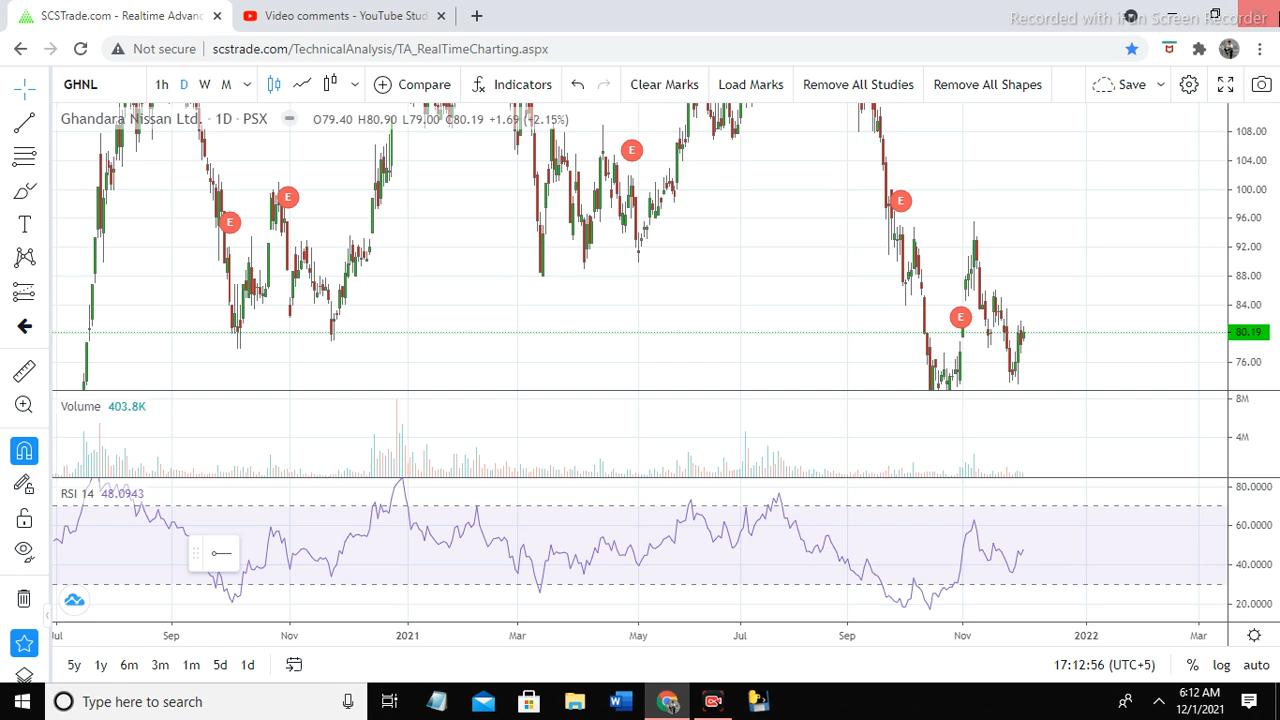 SCSTrade.com - Realtime Advanc
Video comments - YouTube Stud
Recorded with iFun Screen Recorder
Not secure
scstrade.com/TechnicalAnalysis/TA_RealTimeCharting.aspx
GHNL
1h D W M
Compare
Indicators
Clear Marks
Load Marks
Remove All Studies
Remove All Shapes
Save
Ghandara Nissan Ltd. · 1D · PSX
O79.40 H80.90 L79.00 C80.19 +1.69 (+2.15%)
108.00
104.00
100.00
96.00
92.00
88.00
84.00
80.19
76.00
E
E
E
E
E
Volume 403.8K
8M
4M
RSI 14 48.0943
80.0000
60.0000
40.0000
20.0000
Jul Sep Nov 2021 Mar May Jul Sep Nov 2022 Mar
5y 1y 6m 3m 1m 5d 1d
17:12:56 (UTC+5)
% log auto
Type here to search
6:12 AM
12/1/2021